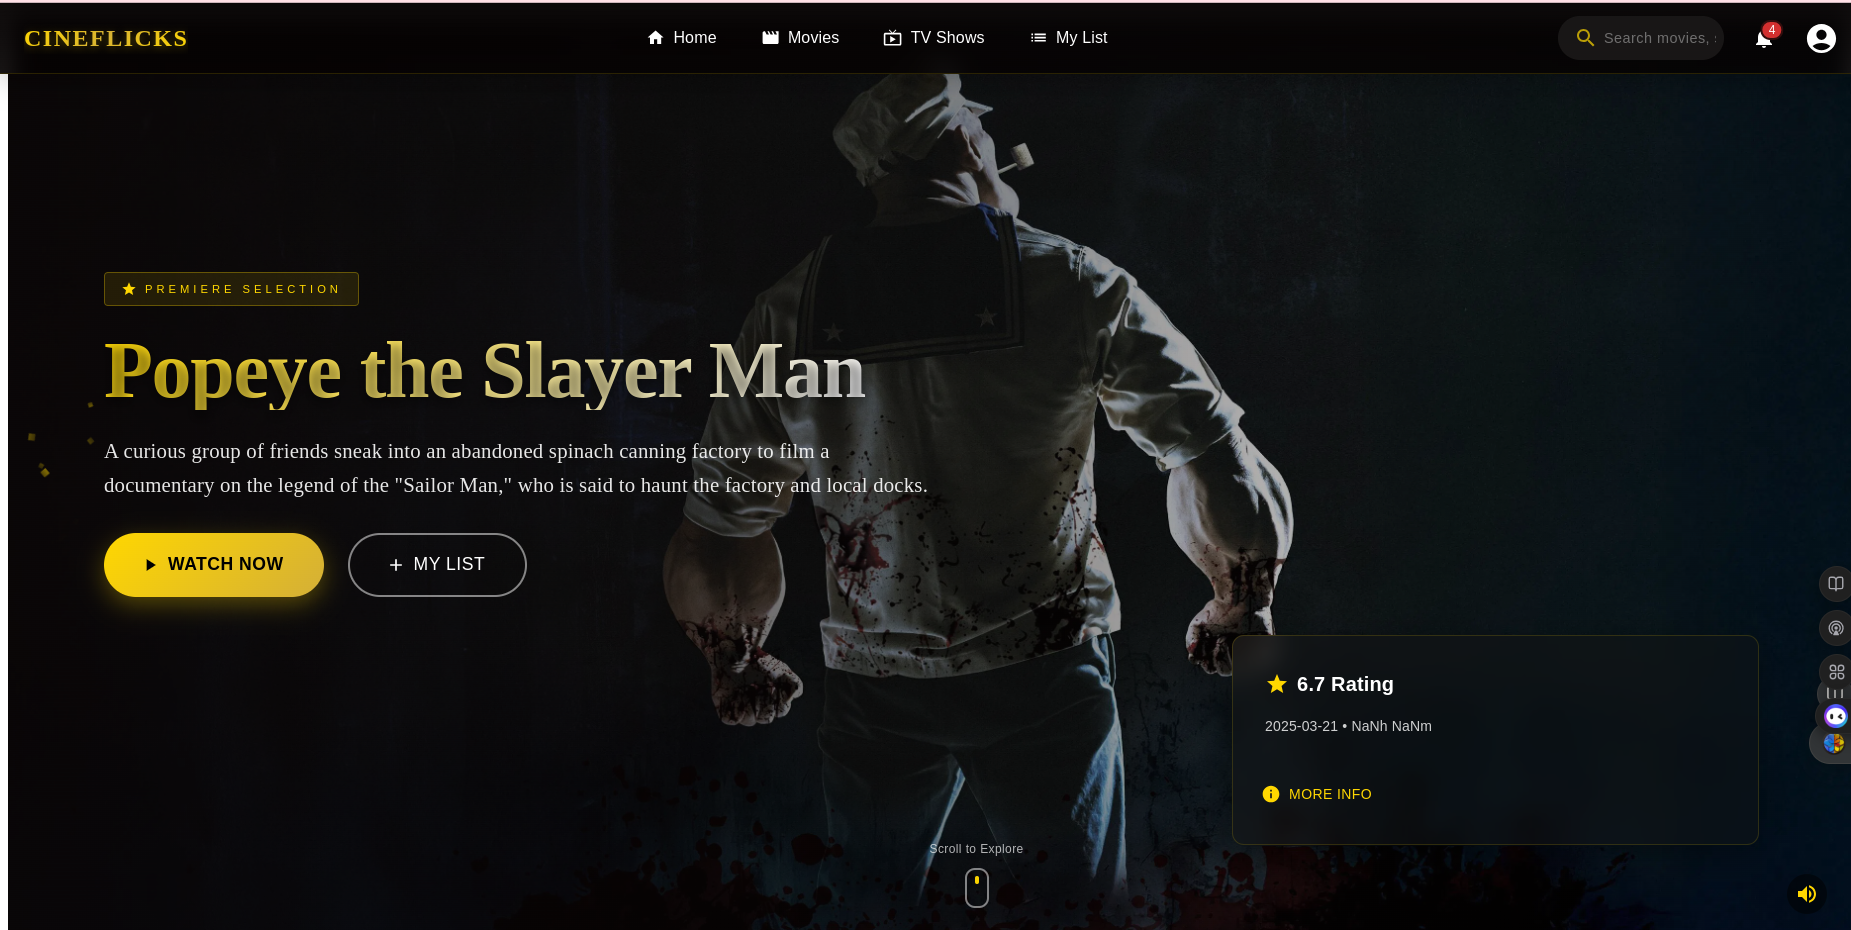 CINEFLICKS
Home
Movies
TV Shows
My List
Search movies,
4
PREMIERE SELECTION
Popeye the Slayer Man
A curious group of friends sneak into an abandoned spinach canning factory to film a
documentary on the legend of the "Sailor Man," who is said to haunt the factory and local docks.
WATCH NOW
MY LIST
6.7 Rating
2025-03-21 • NaNh NaNm
MORE INFO
Scroll to Explore